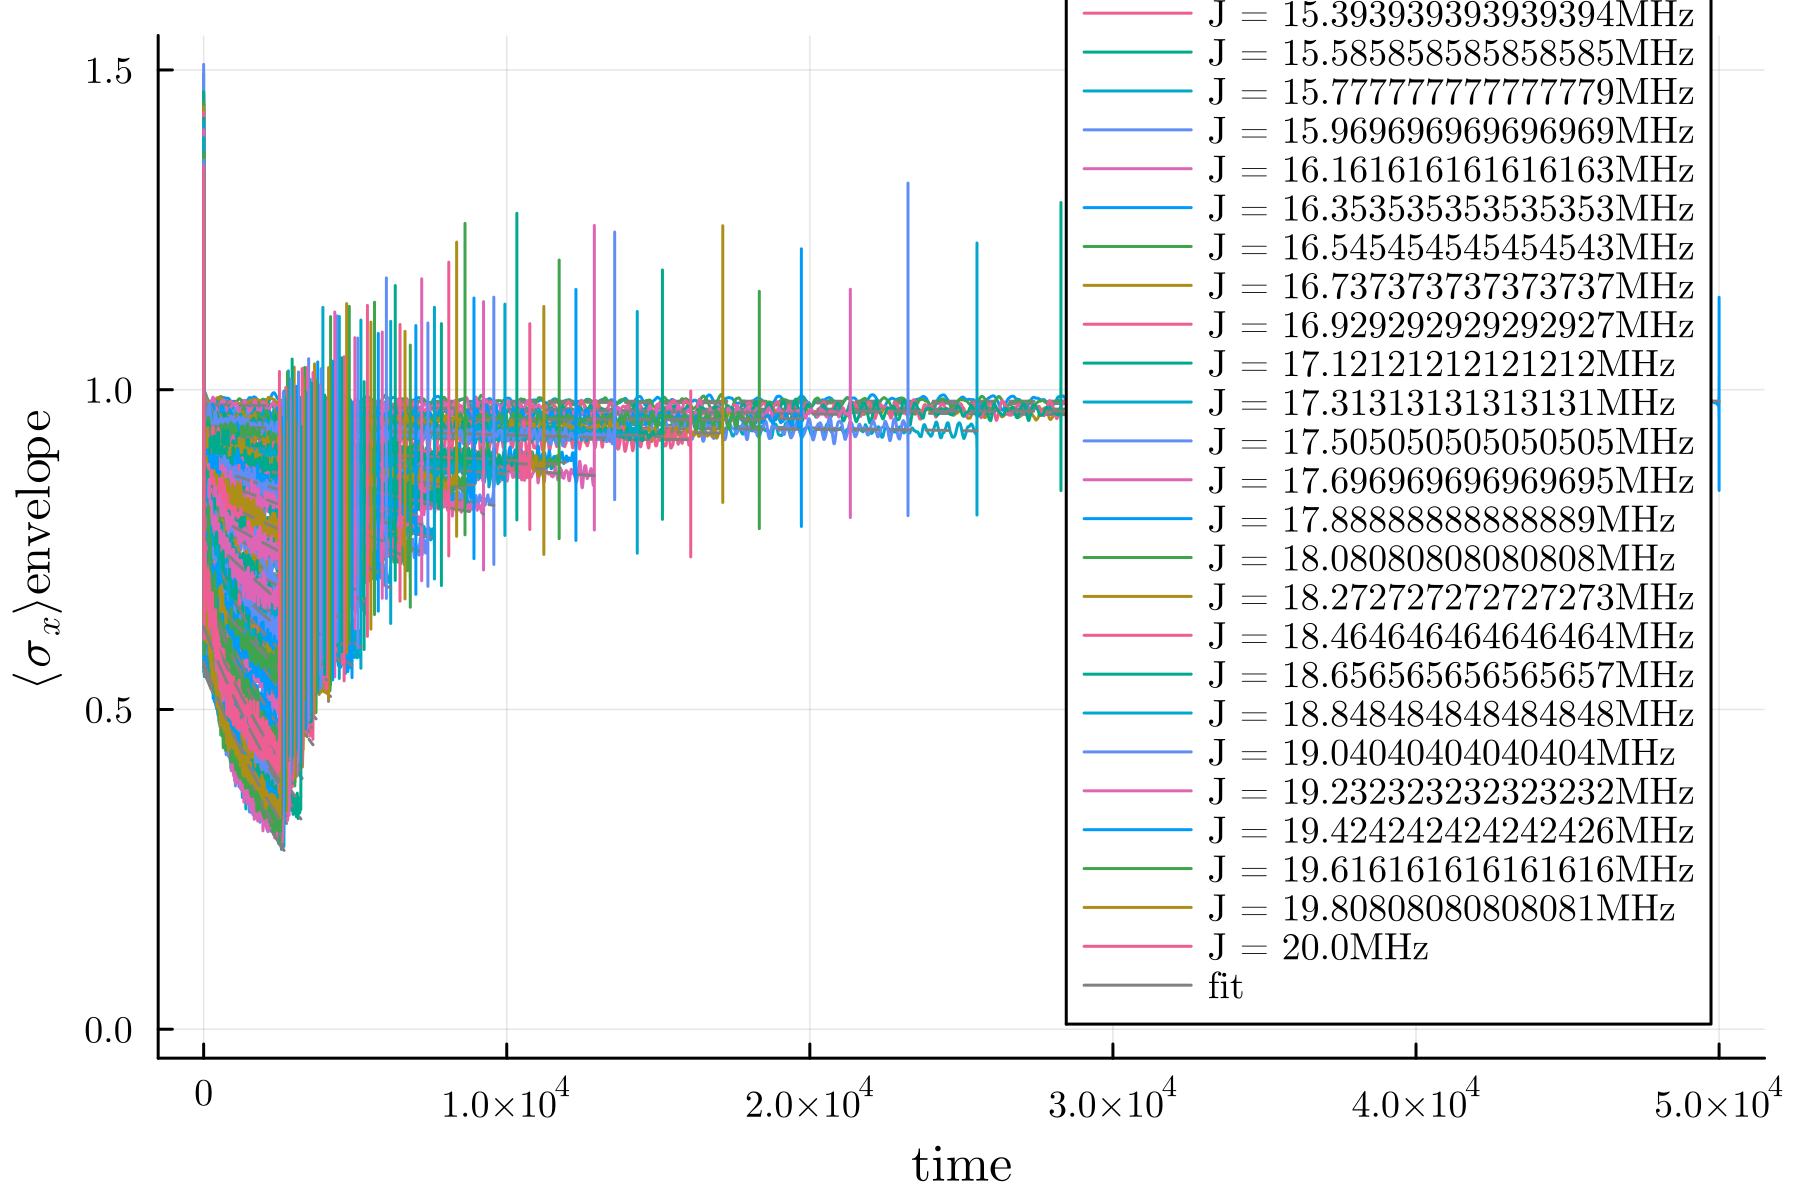 J = 15.393939393939394MHz
J = 15.585858585858585MHz
J = 15.777777777777779MHz
J = 15.969696969696969MHz
J = 16.161616161616163MHz
J = 16.353535353535353MHz
J = 16.545454545454543MHz
J = 16.737373737373737MHz
J = 16.929292929292927MHz
J = 17.12121212121212MHz
J = 17.31313131313131MHz
J = 17.505050505050505MHz
J = 17.696969696969695MHz
J = 17.88888888888889MHz
J = 18.08080808080808MHz
J = 18.272727272727273MHz
J = 18.464646464646464MHz
J = 18.656565656565657MHz
J = 18.848484848484848MHz
J = 19.04040404040404MHz
J = 19.232323232323232MHz
J = 19.424242424242426MHz
J = 19.616161616161616MHz
J = 19.80808080808081MHz
J = 20.0MHz
fit
1.5
1.0
0.5
0.0
⟨σₓ⟩envelope
0
1.0×10⁴
2.0×10⁴
3.0×10⁴
4.0×10⁴
5.0×10⁴
time